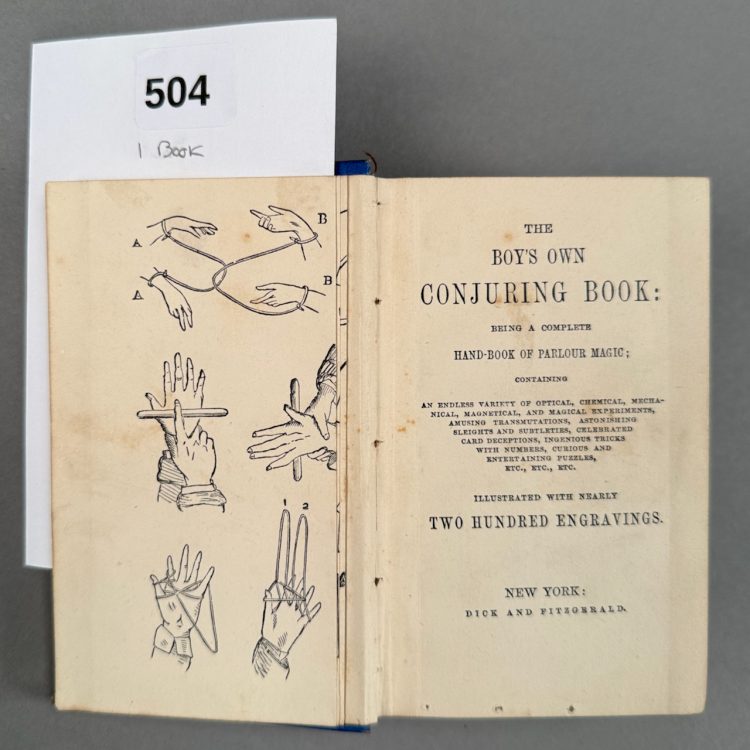 504
1 Book
A
B
A
B
1 2
THE
BOY'S OWN
CONJURING BOOK:
BEING A COMPLETE
HAND-BOOK OF PARLOUR MAGIC;
CONTAINING
AN ENDLESS VARIETY OF OPTICAL, CHEMICAL, MECHA-
NICAL, MAGNETICAL, AND MAGICAL EXPERIMENTS,
AMUSING TRANSMUTATIONS, ASTONISHING
SLEIGHTS AND SUBTLETIES, CELEBRATED
CARD DECEPTIONS, INGENIOUS TRICKS
WITH NUMBERS, CURIOUS AND
ENTERTAINING PUZZLES,
ETC., ETC., ETC.
ILLUSTRATED WITH NEARLY
TWO HUNDRED ENGRAVINGS.
NEW YORK:
DICK AND FITZGERALD.